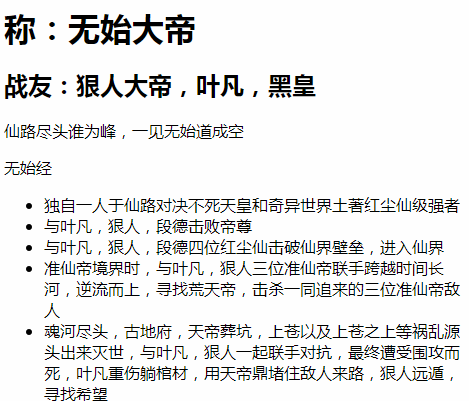 称：无始大帝
战友：狠人大帝，叶凡，黑皇
仙路尽头谁为峰，一见无始道成空
无始经
独自一人于仙路对决不死天皇和奇异世界土著红尘仙级强者
与叶凡，狠人，段德击败帝尊
与叶凡，狠人，段德四位红尘仙击破仙界壁垒，进入仙界
准仙帝境界时，与叶凡，狠人三位准仙帝联手跨越时间长
河，逆流而上，寻找荒天帝，击杀一同追来的三位准仙帝敌
人
魂河尽头，古地府，天帝葬坑，上苍以及上苍之上等祸乱源
头出来灭世，与叶凡，狠人一起联手对抗，最终遭受围攻而
死，叶凡重伤躺棺材，用天帝鼎堵住敌人来路，狠人远遁，
寻找希望